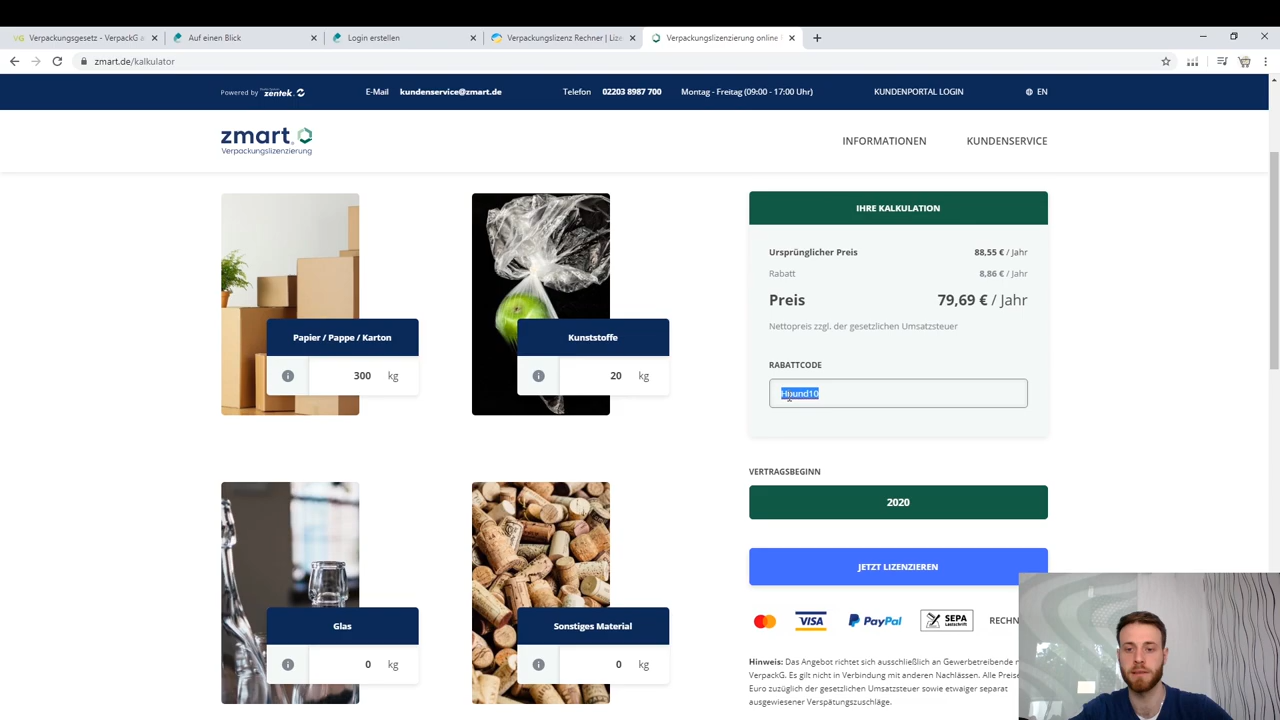 Verpackungsgesetz - VerpackG a
Auf einen Blick
Login erstellen
Verpackungslizenz Rechner | Lize
Verpackungslizenzierung online
zmart.de/kalkulator
Powered by zentek
E-Mail kundenservice@zmart.de
Telefon 02203 8987 700
Montag - Freitag (09:00 - 17:00 Uhr)
KUNDENPORTAL LOGIN
EN
zmart
Verpackungslizenzierung
INFORMATIONEN
KUNDENSERVICE
Papier / Pappe / Karton
300 kg
Kunststoffe
20 kg
Glas
0 kg
Sonstiges Material
0 kg
IHRE KALKULATION
Ursprünglicher Preis 88,55 € / Jahr
Rabatt 8,86 € / Jahr
Preis 79,69 € / Jahr
Nettopreis zzgl. der gesetzlichen Umsatzsteuer
RABATTCODE
VERTRAGSBEGINN
2020
JETZT LIZENZIEREN
VISA PayPal SEPA Lastschrift RECHN
Hinweis: Das Angebot richtet sich ausschließlich an Gewerbetreibende
VerpackG. Es gilt nicht in Verbindung mit anderen Nachlässen. Alle Preise
Euro zuzüglich der gesetzlichen Umsatzsteuer sowie etwaiger separat
ausgewiesener Verspätungszuschläge.